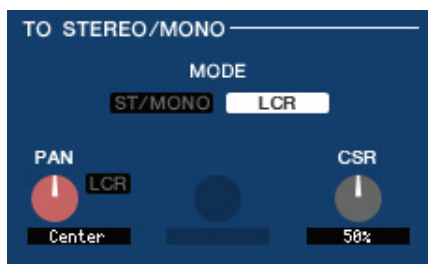 TO STEREO/MONO
MODE
ST/MONO LCR
PAN CSR
LCR
Center 50%